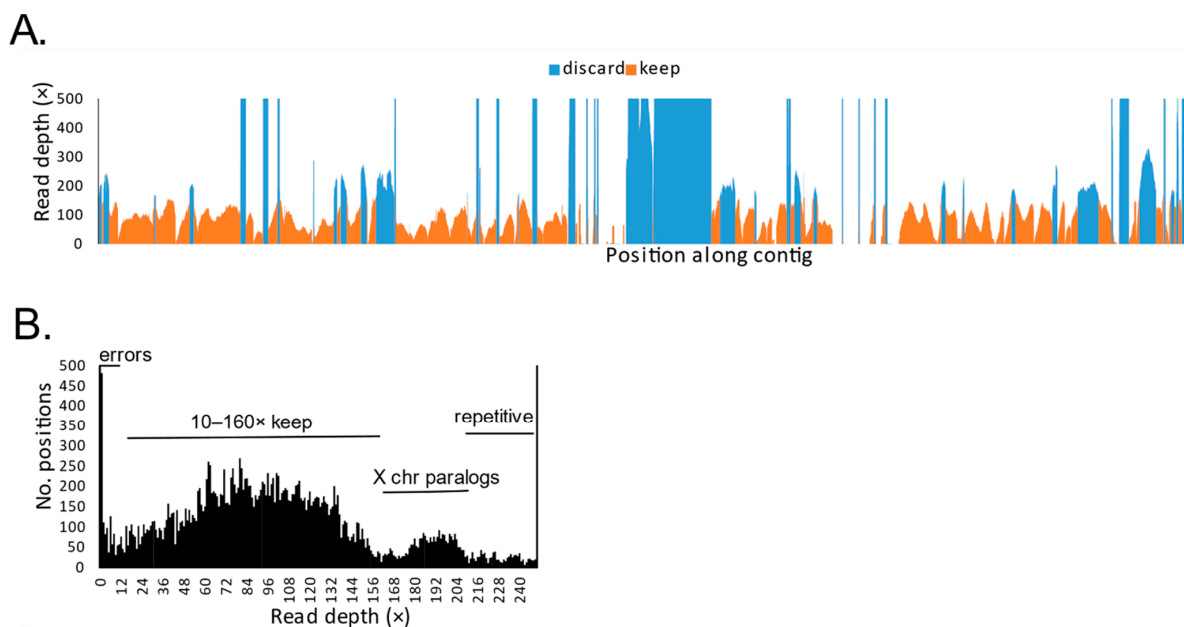 A.
discard keep
Read depth (×)
500
400
300
200
100
0
Position along contig
B.
errors
No. positions
500
450
400
350
300
250
200
150
100
50
0
10–160× keep
repetitive
X chr paralogs
0 12 24 36 48 60 72 84 96 108 120 132 144 156 168 180 192 204 216 228 240
Read depth (×)